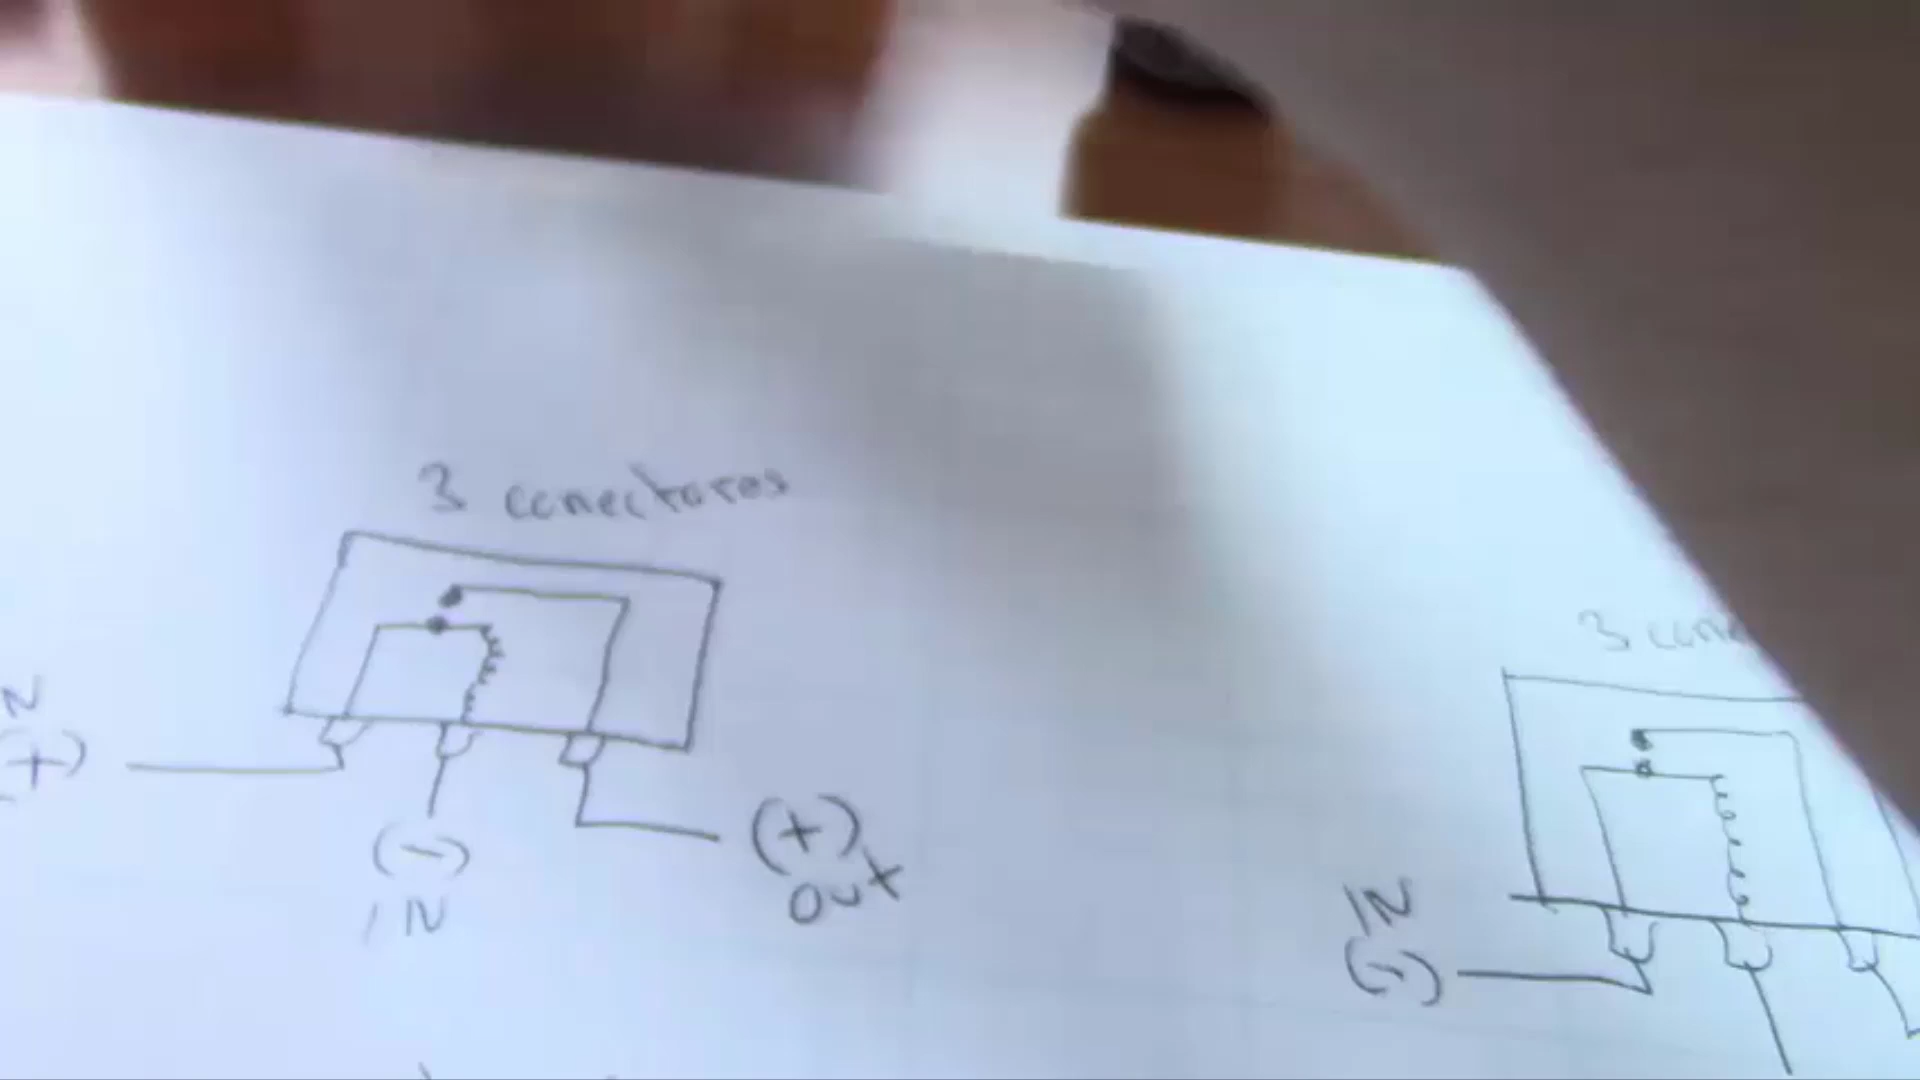 3 conectores
(+)
(-)
IN
(+)
out
3
IN
(-)